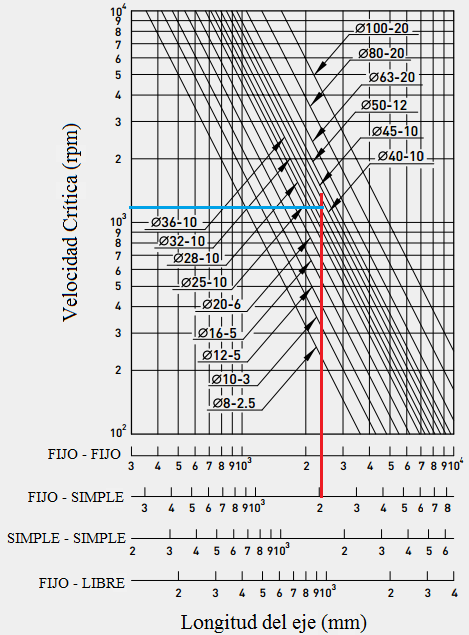 Velocidad Crítica (rpm)
10⁴
9
8
7
6
5
4
3
2
10³
9
8
7
6
5
4
3
2
10²
Ø100-20
Ø80-20
Ø63-20
Ø50-12
Ø45-10
Ø40-10
Ø36-10
Ø32-10
Ø28-10
Ø25-10
Ø20-6
Ø16-5
Ø12-5
Ø10-3
Ø8-2.5
FIJO - FIJO
3 4 5 6 7 8 9 10³ 2 3 4 5 6 7 8 9 10⁴
FIJO - SIMPLE
3 4 5 6 7 8 9 10³ 2 3 4 5 6 7 8
SIMPLE - SIMPLE
2 3 4 5 6 7 8 9 10³ 2 3 4 5 6
FIJO - LIBRE
2 3 4 5 6 7 8 9 10³ 2 3 4
Longitud del eje (mm)